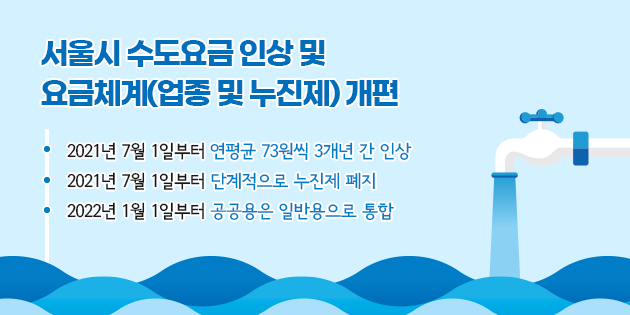 서울시 수도요금 인상 및
요금체계(업종 및 누진제) 개편
• 2021년 7월 1일부터 연평균 73원씩 3개년 간 인상
• 2021년 7월 1일부터 단계적으로 누진제 폐지
• 2022년 1월 1일부터 공공용은 일반용으로 통합